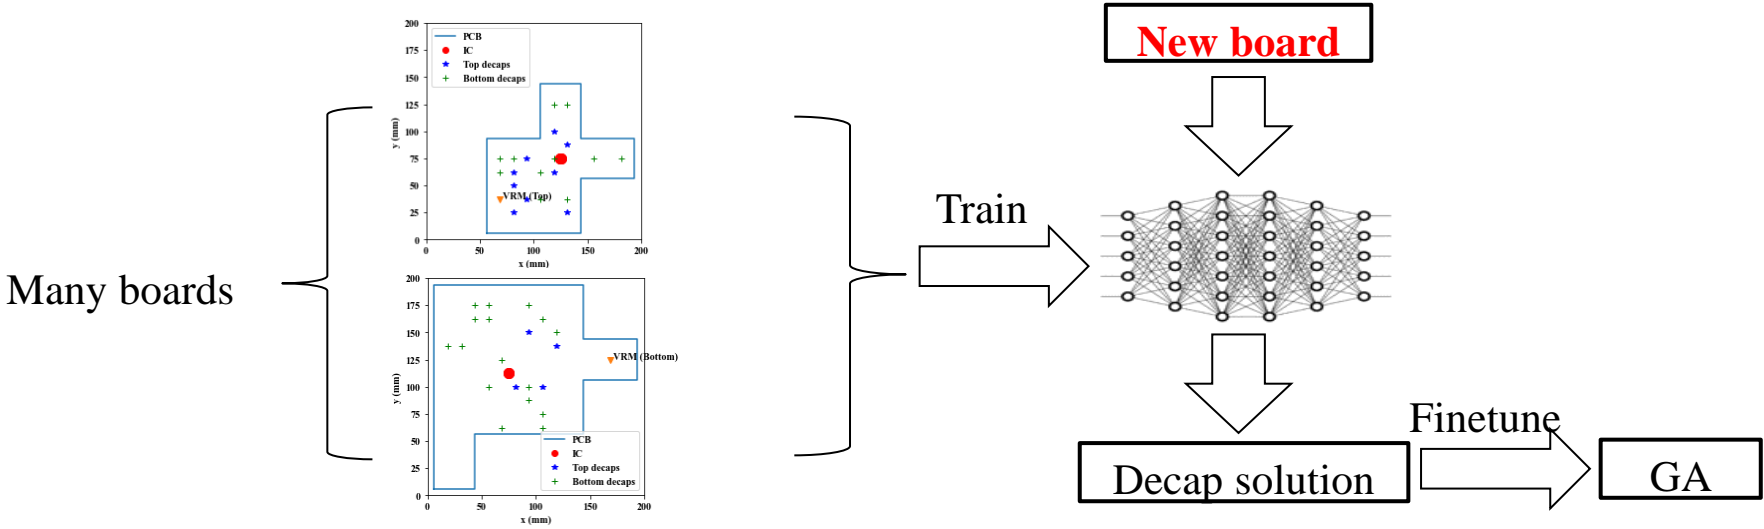 Many boards
200
175
150
125
100
75
50
25
0
y (mm)
PCB
IC
Top decaps
Bottom decaps
VRM (Top)
0
50
100
150
200
x (mm)
200
175
150
125
100
75
50
25
0
y (mm)
VRM (Bottom)
PCB
IC
Top decaps
Bottom decaps
0
50
100
150
200
x (mm)
Train
New board
Decap solution
Finetune
GA